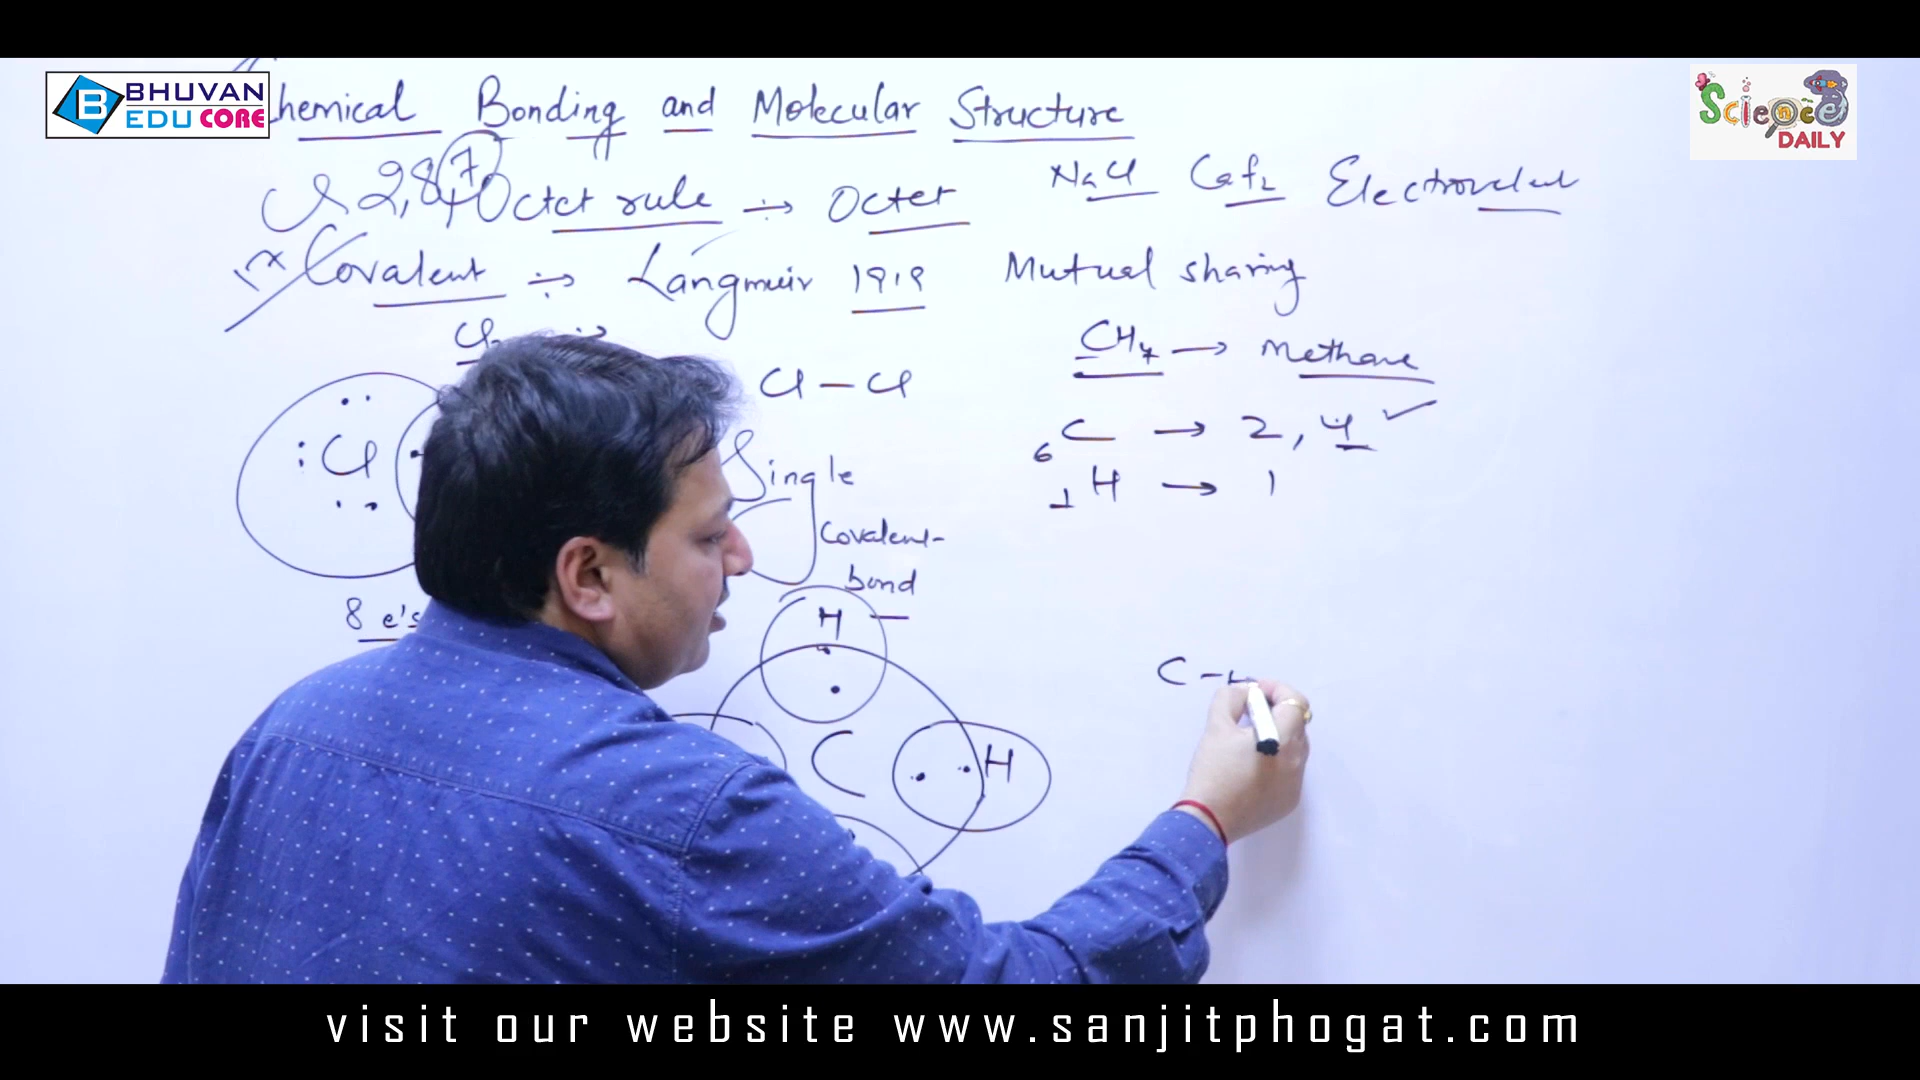 BHUVAN
EDU CORE
Science
DAILY
Chemical Bonding and Molecular Structure
Cl 2,8,7 Octet rule ÷→ Octet NaCl CaF2 Electrovalent
Covalent ÷→ Langmuir 1919 Mutual sharing
Cl2
CH4 → Methane
Cl – Cl
C → 2, 4 ✓
6
Cl
Single
1H → 1
Covalent-
bond
8 e's
H
C – H
C H
visit our website www.sanjitphogat.com